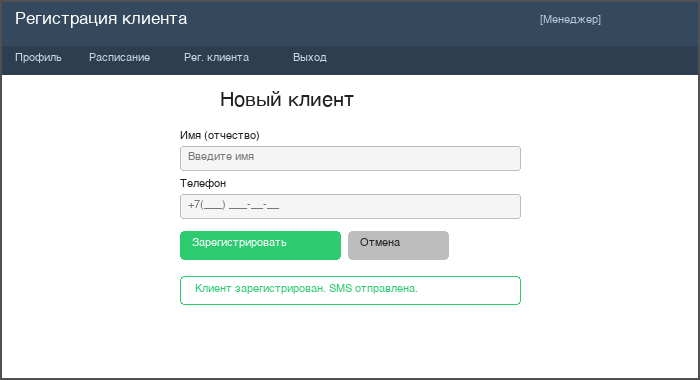 Регистрация клиента
[Менеджер]
Профиль Расписание Рег. клиента Выход
Новый клиент
Имя (отчество)
Введите имя
Телефон
+7(___) ___-__-__
Зарегистрировать Отмена
Клиент зарегистрирован. SMS отправлена.